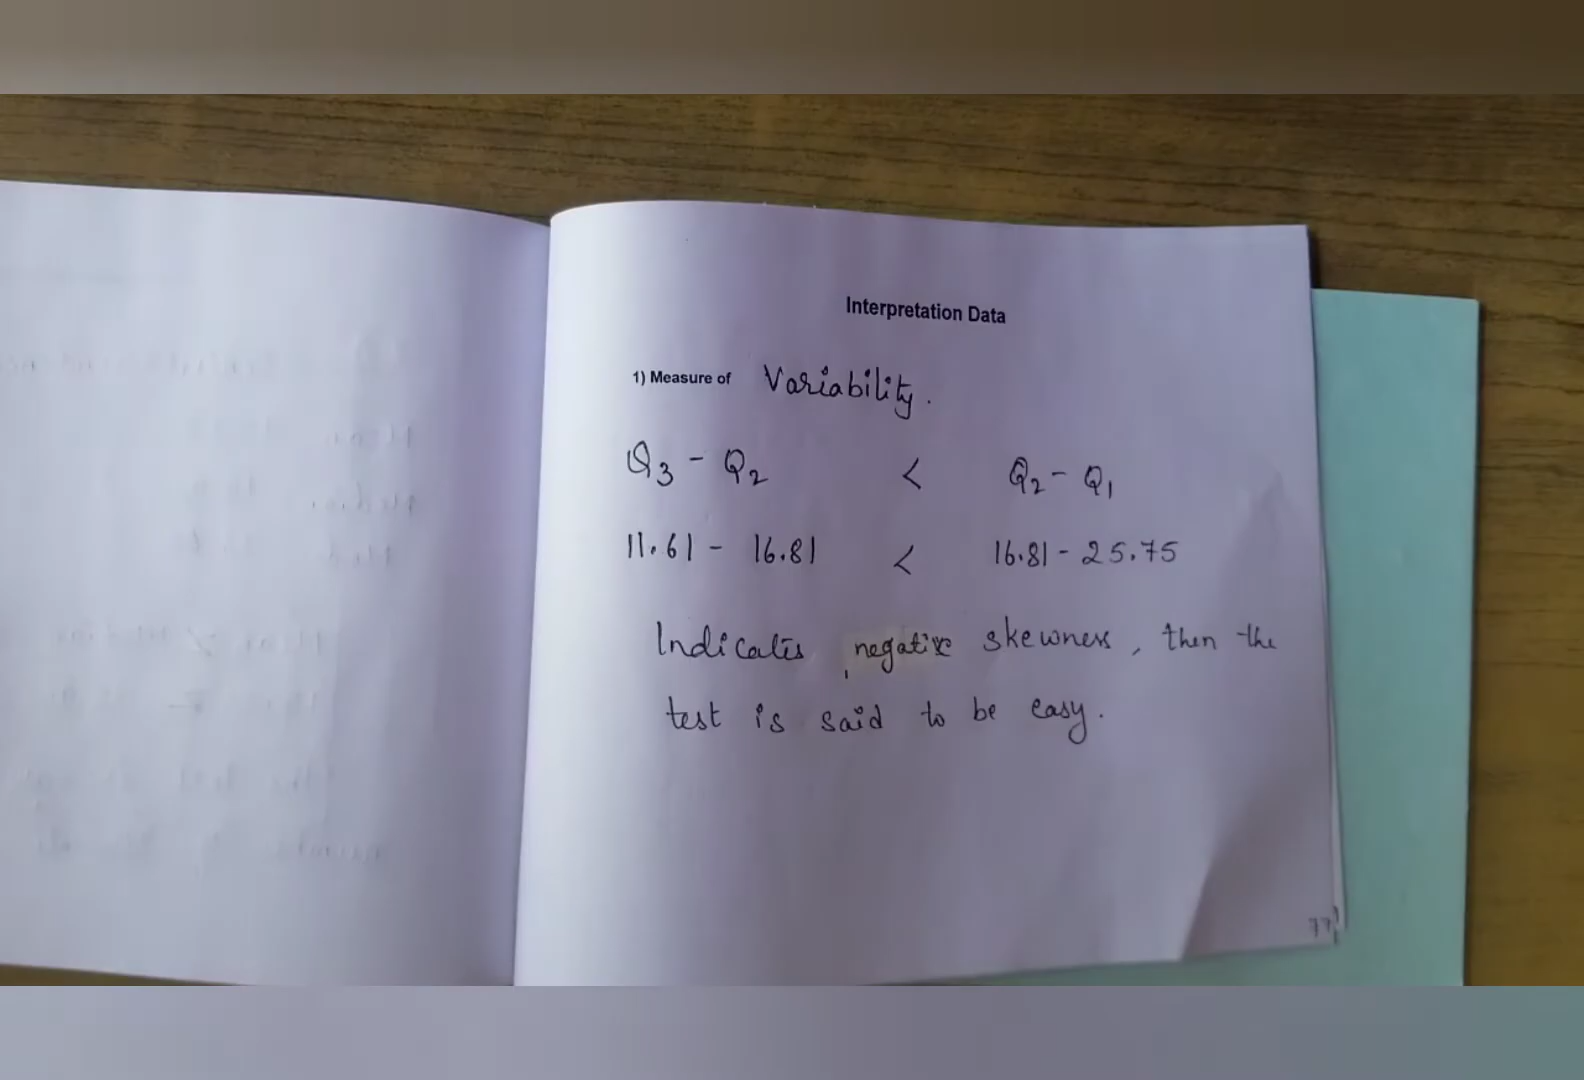 Interpretation Data
1) Measure of Variability.
Q3 - Q2 < Q2 - Q1
11.61 - 16.81 < 16.81 - 25.75
Indicates negative skewness, then the
test is said to be easy.
77